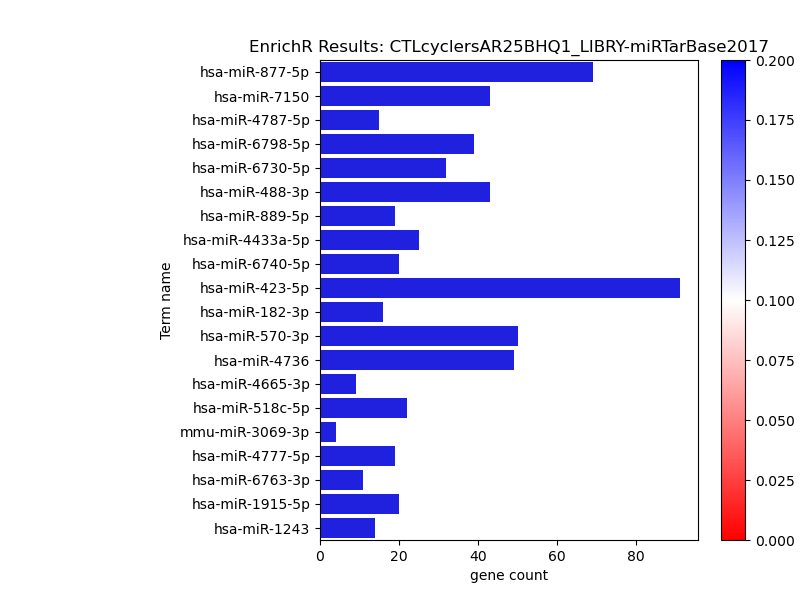 EnrichR Results: CTLcyclersAR25BHQ1_LIBRY-miRTarBase2017
hsa-miR-877-5p
hsa-miR-7150
hsa-miR-4787-5p
hsa-miR-6798-5p
hsa-miR-6730-5p
hsa-miR-488-3p
hsa-miR-889-5p
hsa-miR-4433a-5p
hsa-miR-6740-5p
hsa-miR-423-5p
hsa-miR-182-3p
hsa-miR-570-3p
hsa-miR-4736
hsa-miR-4665-3p
hsa-miR-518c-5p
mmu-miR-3069-3p
hsa-miR-4777-5p
hsa-miR-6763-3p
hsa-miR-1915-5p
hsa-miR-1243
Term name
0 20 40 60 80
gene count
0.200
0.175
0.150
0.125
0.100
0.075
0.050
0.025
0.000